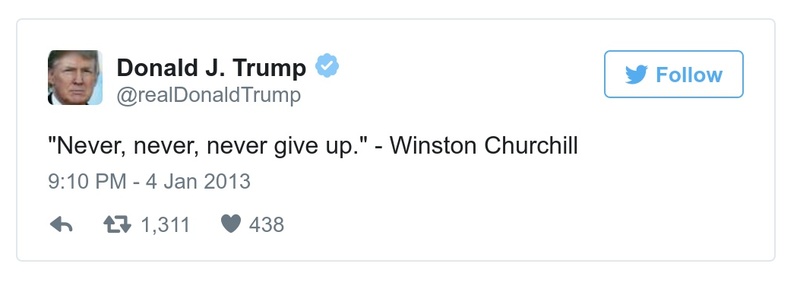 Donald J. Trump
@realDonaldTrump
Follow
"Never, never, never give up." - Winston Churchill
9:10 PM - 4 Jan 2013
1,311 438